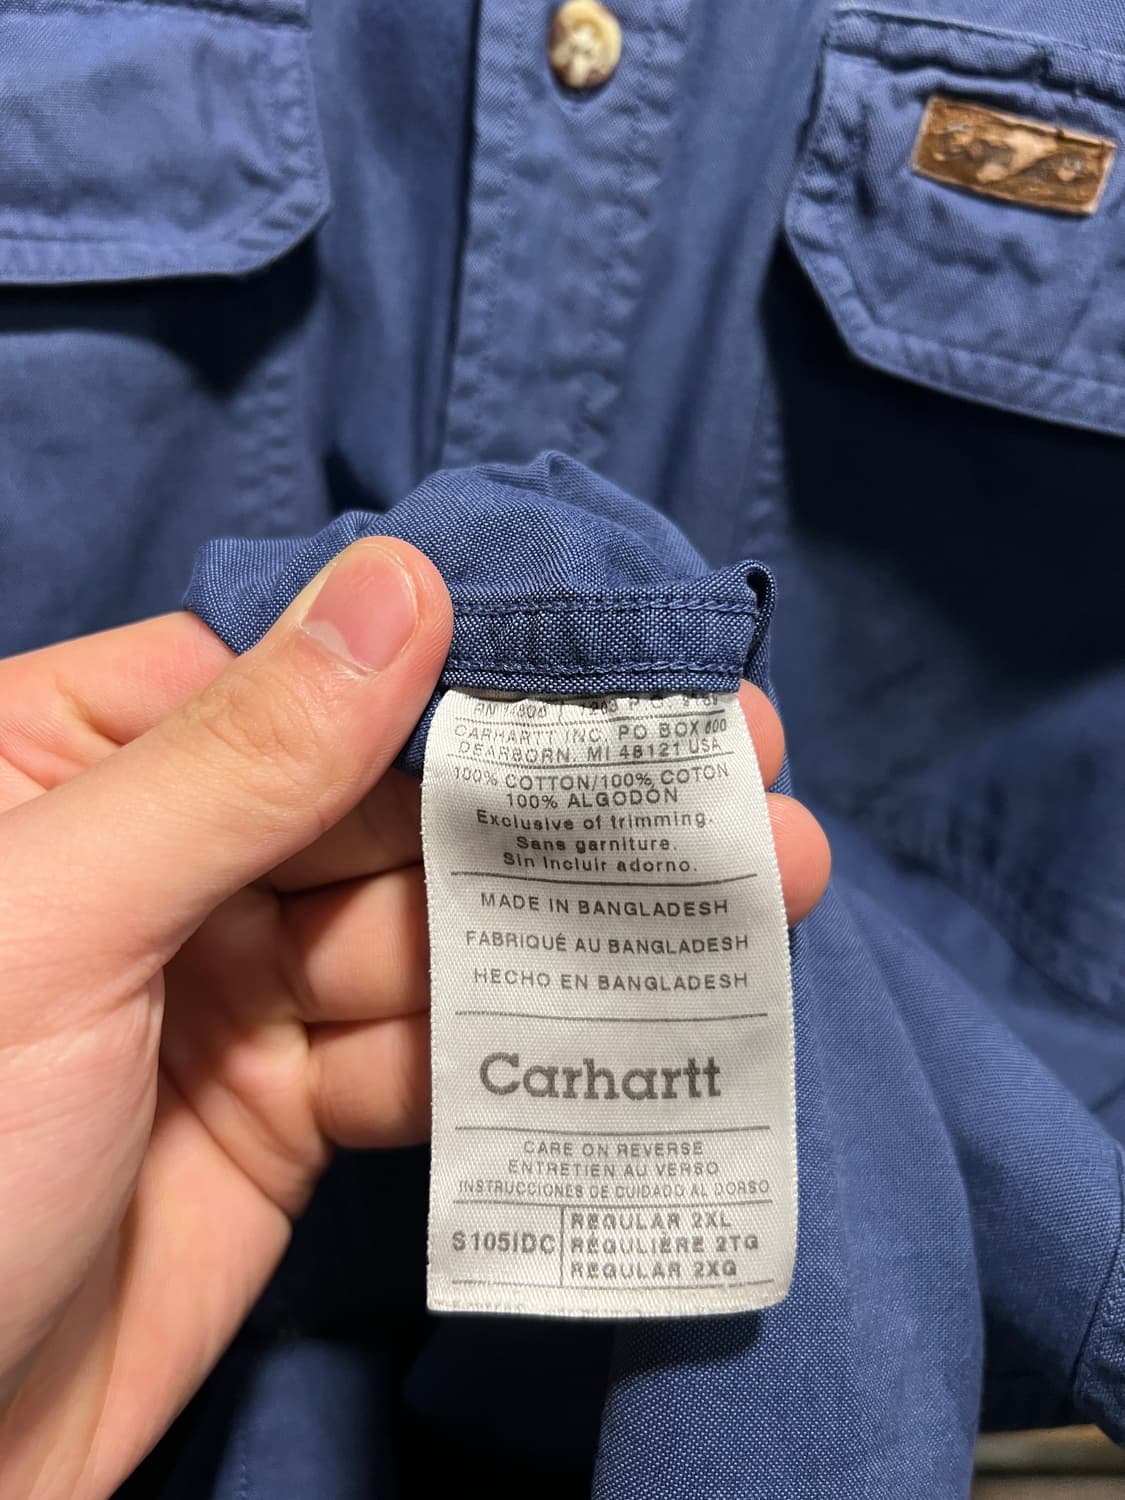 CARHARTT INC. PO BOX 600
DEARBORN, MI 48121 USA
100% COTTON/100% COTON
100% ALGODÓN
Exclusive of trimming.
Sans garniture.
Sin incluir adorno.
MADE IN BANGLADESH
FABRIQUÉ AU BANGLADESH
HECHO EN BANGLADESH
Carhartt
CARE ON REVERSE
ENTRETIEN AU VERSO
INSTRUCCIONES DE CUIDADO AL DORSO
S105IDC
REGULAR 2XL
RÉGULIÈRE 2TG
REGULAR 2XG